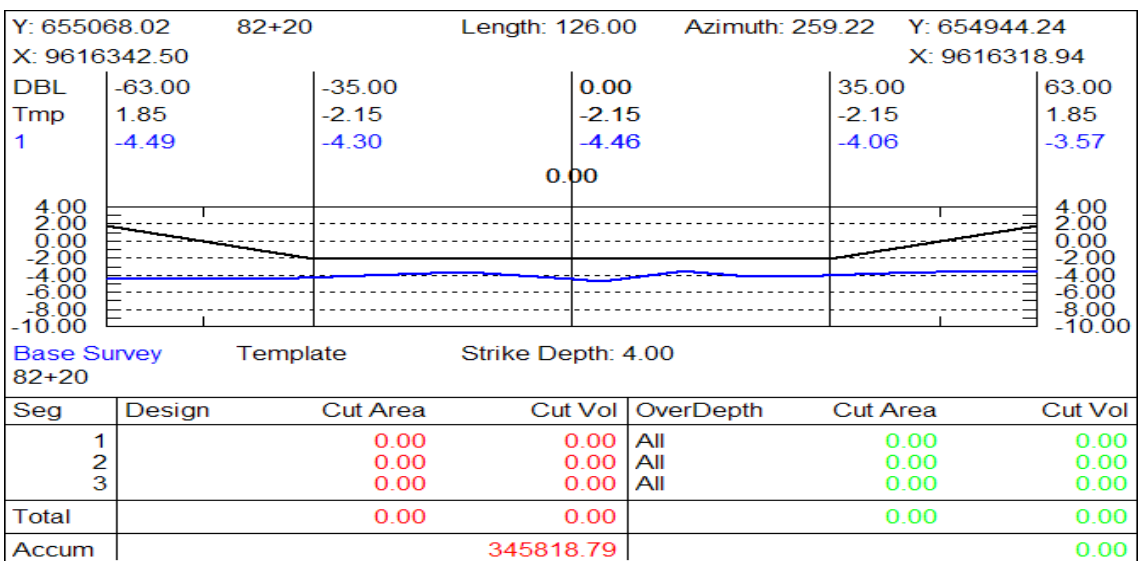 Y: 655068.02 82+20 Length: 126.00 Azimuth: 259.22 Y: 654944.24
X: 9616342.50 X: 9616318.94
DBL -63.00 -35.00 0.00 35.00 63.00
Tmp 1.85 -2.15 -2.15 -2.15 1.85
1 -4.49 -4.30 -4.46 -4.06 -3.57
0.00
4.00 4.00
2.00 2.00
0.00 0.00
-2.00 -2.00
-4.00 -4.00
-6.00 -6.00
-8.00 -8.00
-10.00 -10.00
Base Survey Template Strike Depth: 4.00
82+20
Seg Design Cut Area Cut Vol OverDepth Cut Area Cut Vol
1 0.00 0.00 All 0.00 0.00
2 0.00 0.00 All 0.00 0.00
3 0.00 0.00 All 0.00 0.00
Total 0.00 0.00 0.00 0.00
Accum 345818.79 0.00